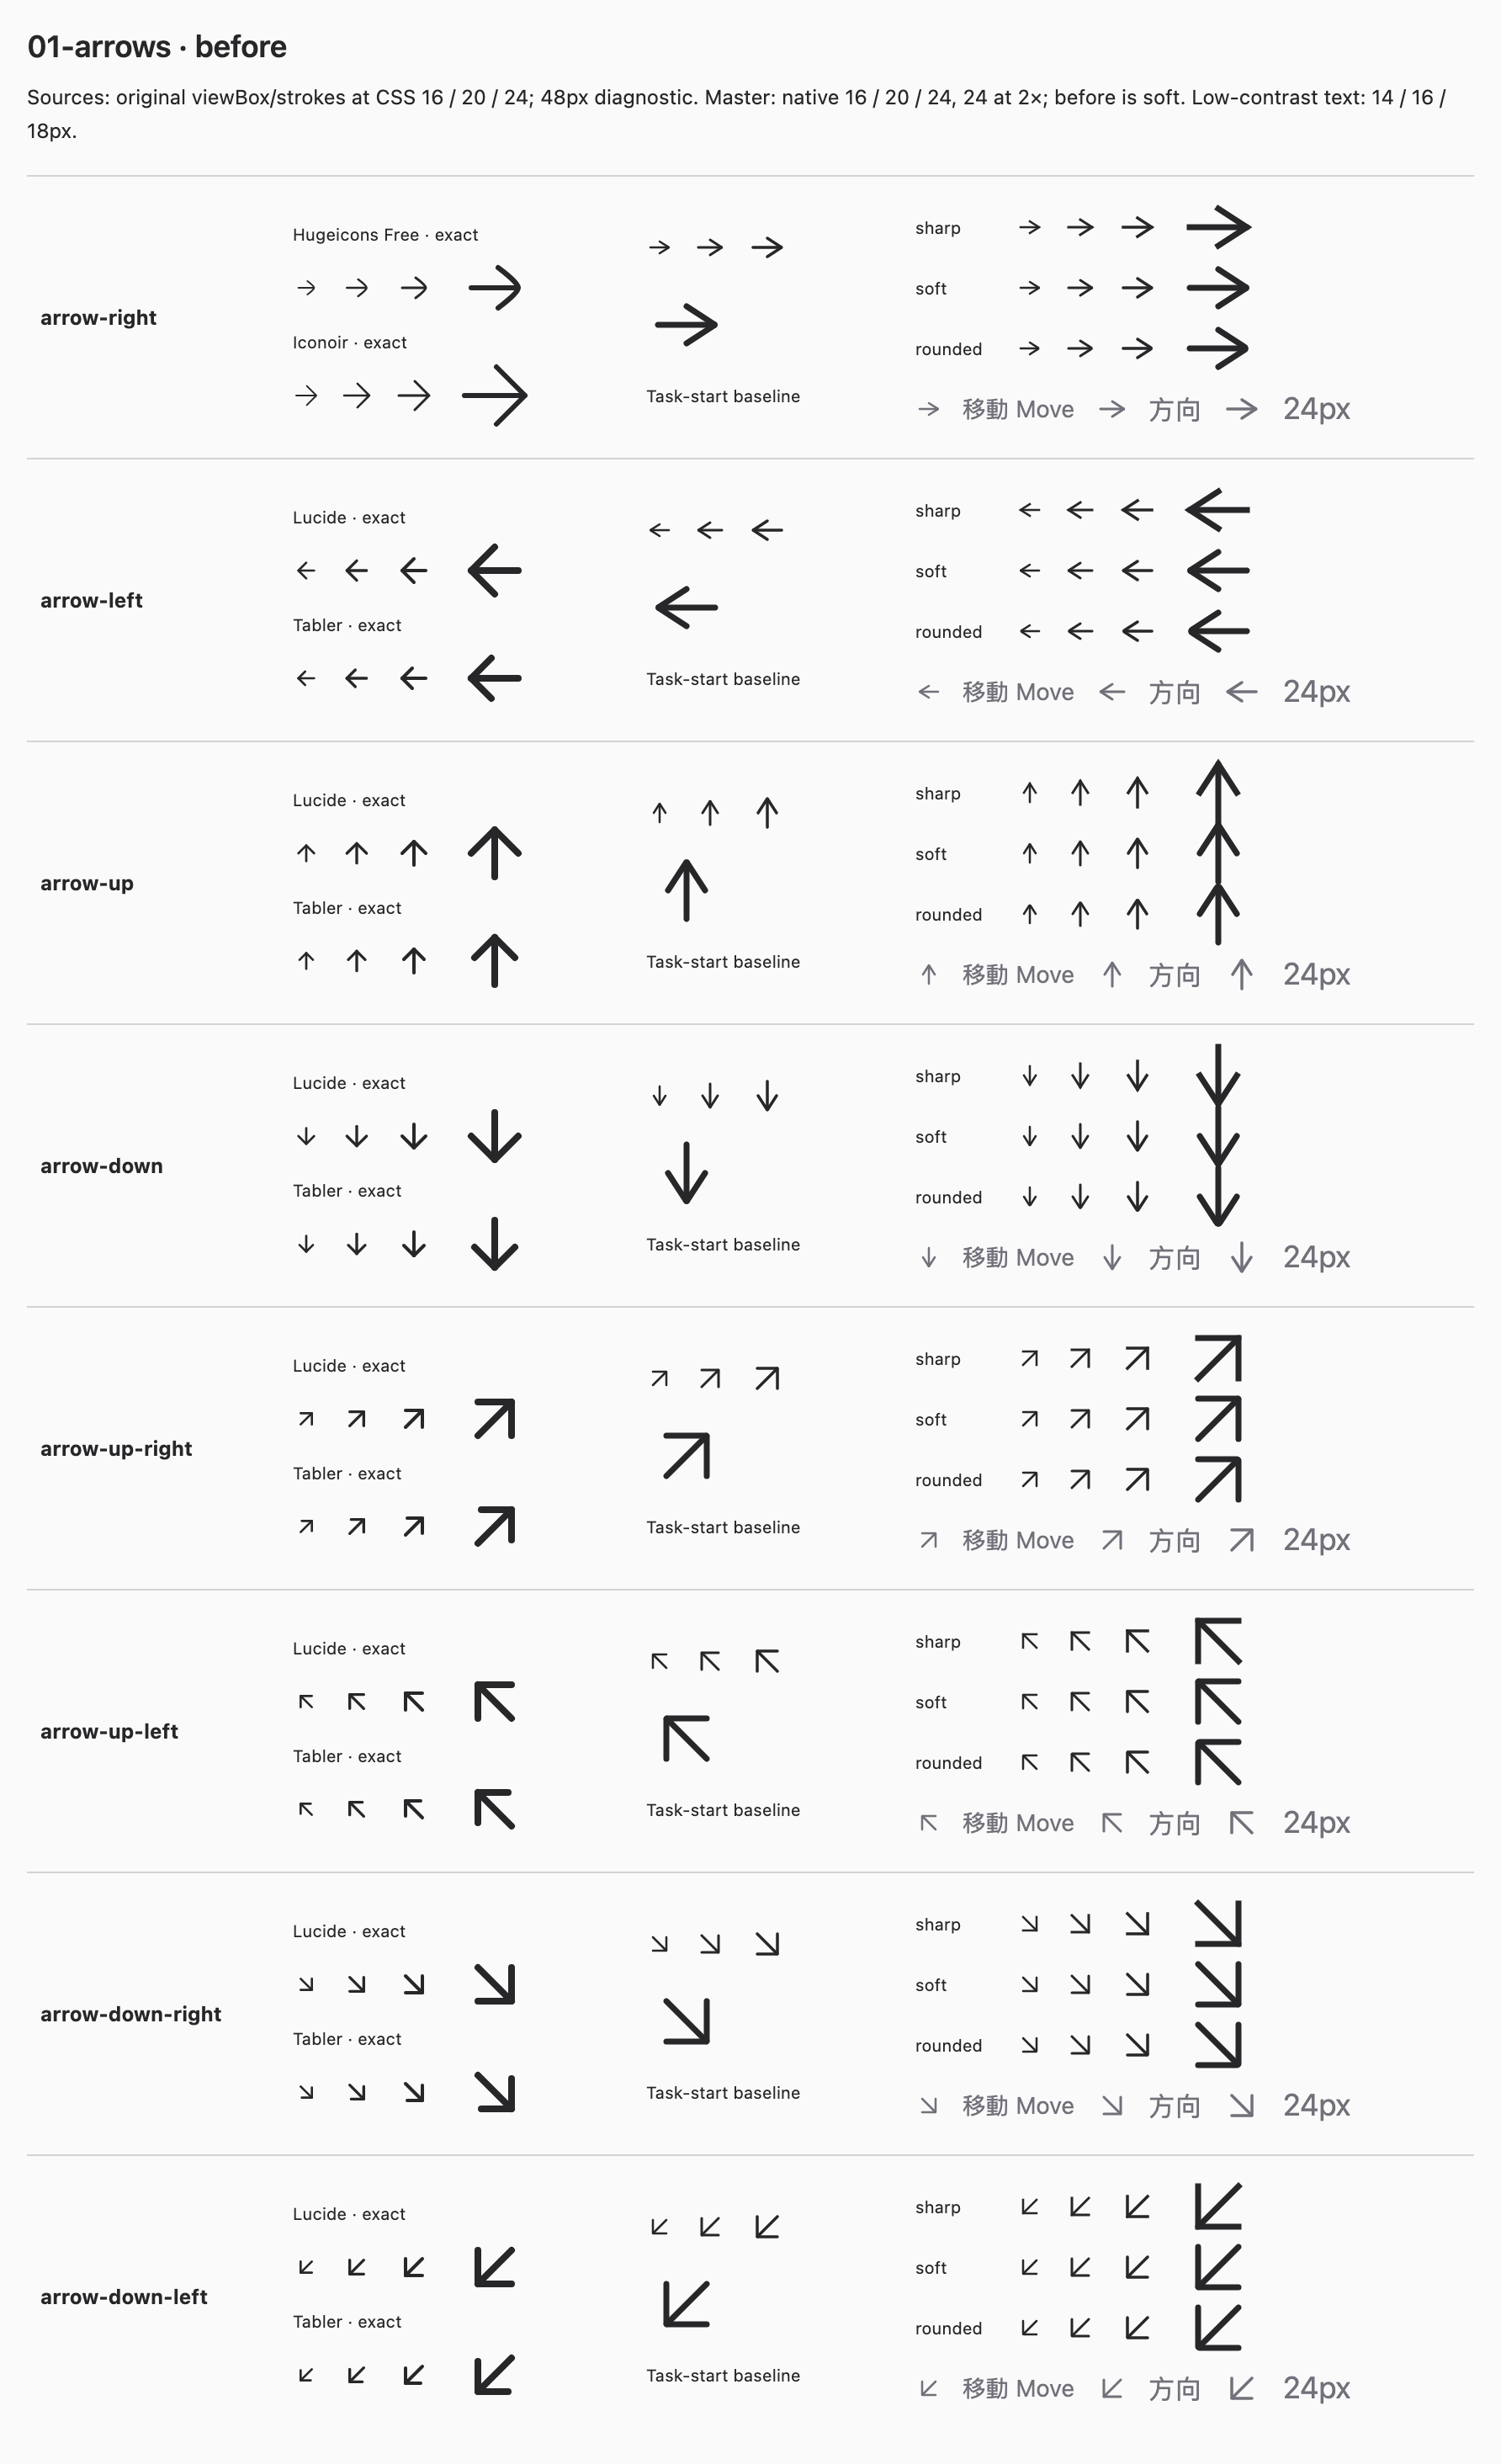 01-arrows · before
Sources: original viewBox/strokes at CSS 16 / 20 / 24; 48px diagnostic. Master: native 16 / 20 / 24, 24 at 2×; before is soft. Low-contrast text: 14 / 16 /
18px.
arrow-right
Hugeicons Free · exact
Iconoir · exact
Task-start baseline
sharp
soft
rounded
移動 Move 方向 24px
arrow-left
Lucide · exact
Tabler · exact
Task-start baseline
sharp
soft
rounded
移動 Move 方向 24px
arrow-up
Lucide · exact
Tabler · exact
Task-start baseline
sharp
soft
rounded
移動 Move 方向 24px
arrow-down
Lucide · exact
Tabler · exact
Task-start baseline
sharp
soft
rounded
移動 Move 方向 24px
arrow-up-right
Lucide · exact
Tabler · exact
Task-start baseline
sharp
soft
rounded
移動 Move 方向 24px
arrow-up-left
Lucide · exact
Tabler · exact
Task-start baseline
sharp
soft
rounded
移動 Move 方向 24px
arrow-down-right
Lucide · exact
Tabler · exact
Task-start baseline
sharp
soft
rounded
移動 Move 方向 24px
arrow-down-left
Lucide · exact
Tabler · exact
Task-start baseline
sharp
soft
rounded
移動 Move 方向 24px